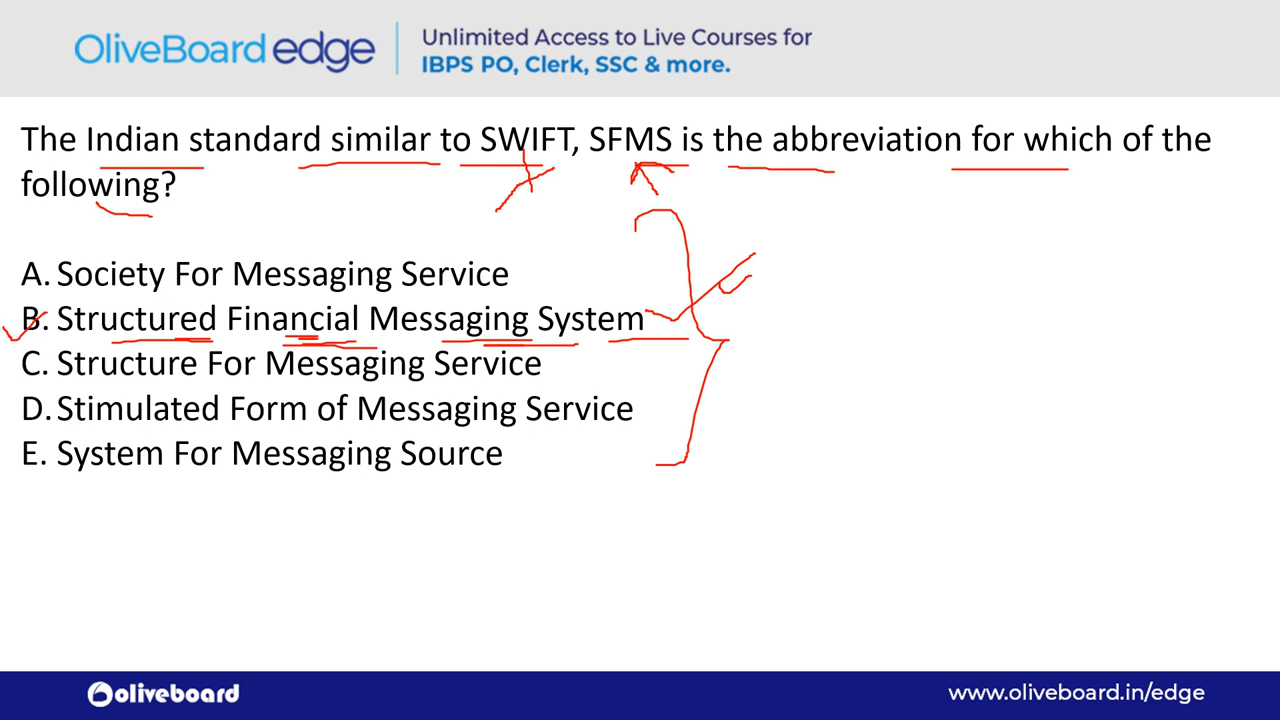 OliveBoard edge
Unlimited Access to Live Courses for
IBPS PO, Clerk, SSC & more.
The Indian standard similar to SWIFT, SFMS is the abbreviation for which of the
following?
A. Society For Messaging Service
B. Structured Financial Messaging System
C. Structure For Messaging Service
D. Stimulated Form of Messaging Service
E. System For Messaging Source
oliveboard
www.oliveboard.in/edge